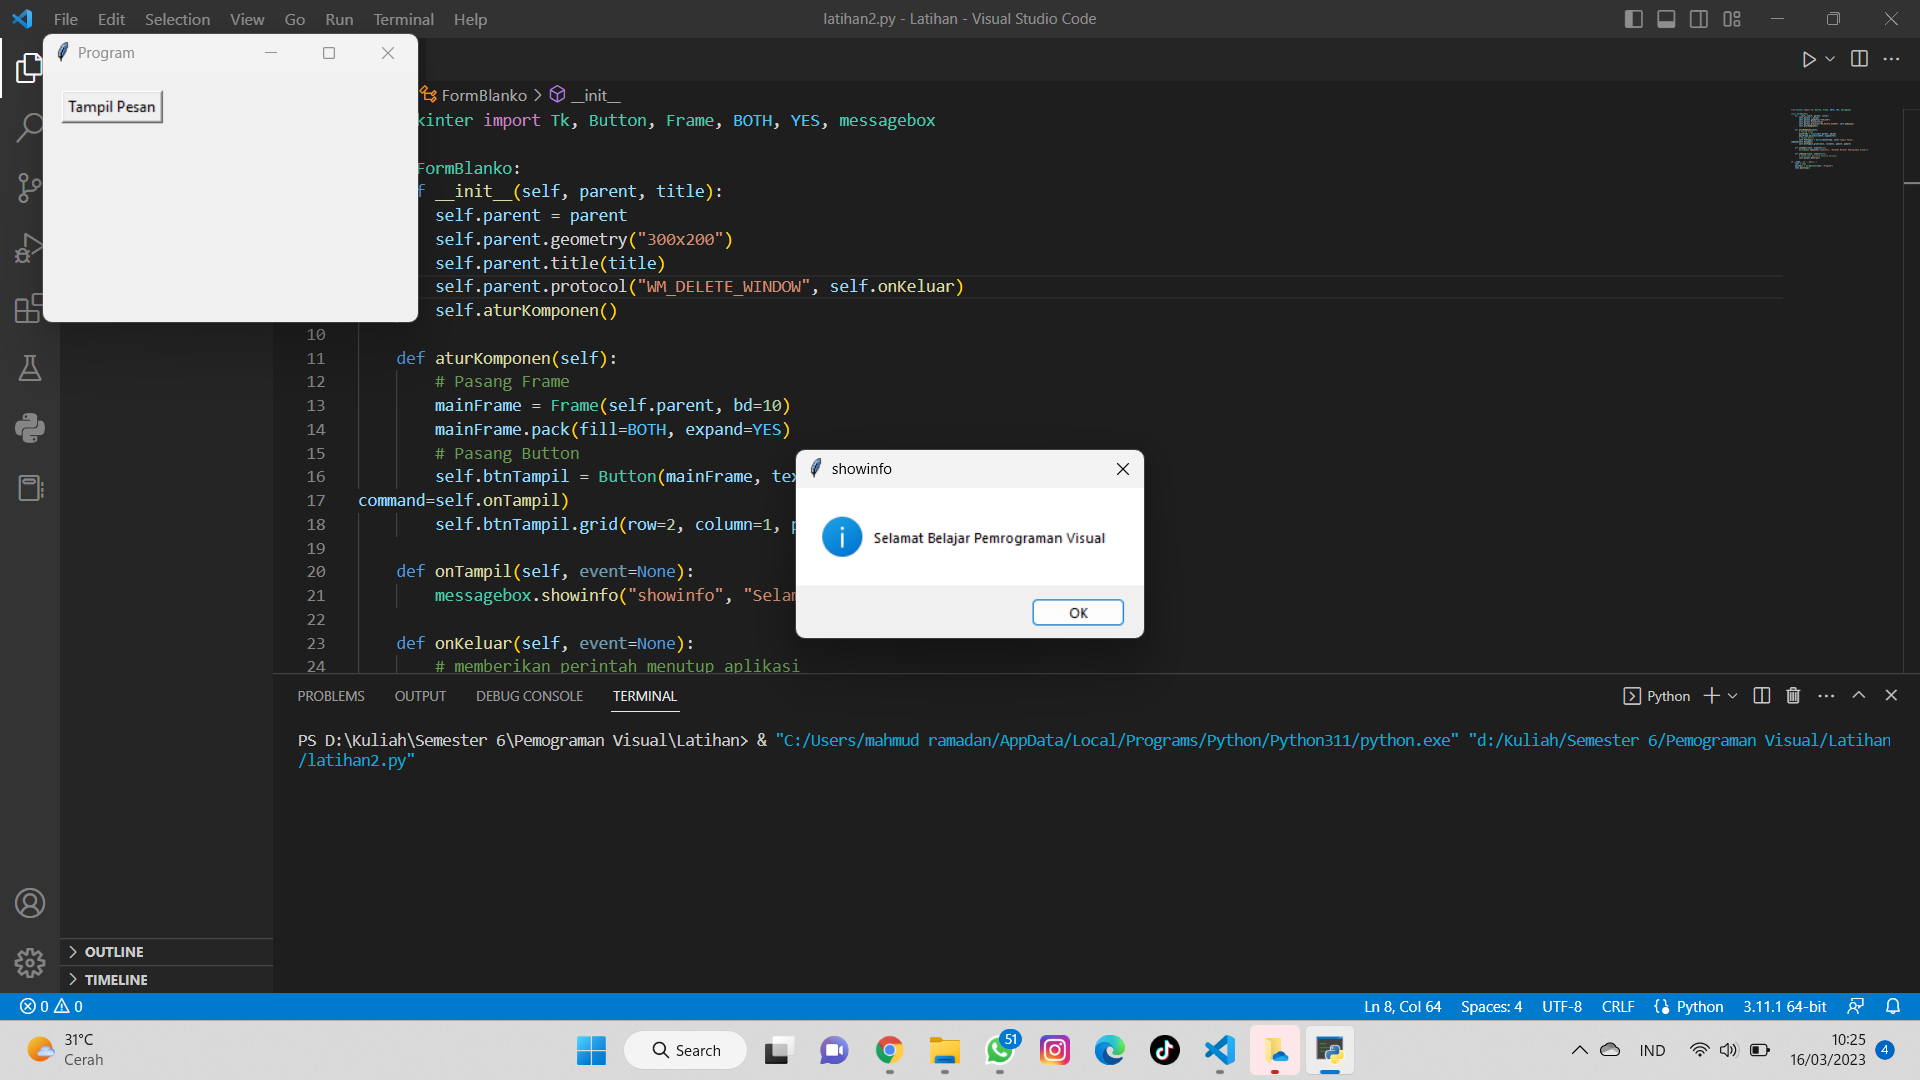 File Edit Selection View Go Run Terminal Help
latihan2.py - Latihan - Visual Studio Code
Program
Tampil Pesan
FormBlanko > __init__
kinter import Tk, Button, Frame, BOTH, YES, messagebox
FormBlanko:
f __init__(self, parent, title):
self.parent = parent
self.parent.geometry("300x200")
self.parent.title(title)
self.parent.protocol("WM_DELETE_WINDOW", self.onKeluar)
self.aturKomponen()
10
11 def aturKomponen(self):
12 # Pasang Frame
13 mainFrame = Frame(self.parent, bd=10)
14 mainFrame.pack(fill=BOTH, expand=YES)
15 # Pasang Button
16 self.btnTampil = Button(mainFrame, tex
17 command=self.onTampil)
18 self.btnTampil.grid(row=2, column=1, p
19
20 def onTampil(self, event=None):
21 messagebox.showinfo("showinfo", "Selam
22
23 def onKeluar(self, event=None):
24 # memberikan perintah menutup aplikasi
showinfo
Selamat Belajar Pemrograman Visual
OK
PROBLEMS OUTPUT DEBUG CONSOLE TERMINAL
Python
PS D:\Kuliah\Semester 6\Pemograman Visual\Latihan> & "C:/Users/mahmud ramadan/AppData/Local/Programs/Python/Python311/python.exe" "d:/Kuliah/Semester 6/Pemograman Visual/Latihan
/latihan2.py"
OUTLINE
TIMELINE
0 0
Ln 8, Col 64 Spaces: 4 UTF-8 CRLF Python 3.11.1 64-bit
31°C
Cerah
Search
51
IND
10:25
16/03/2023
4